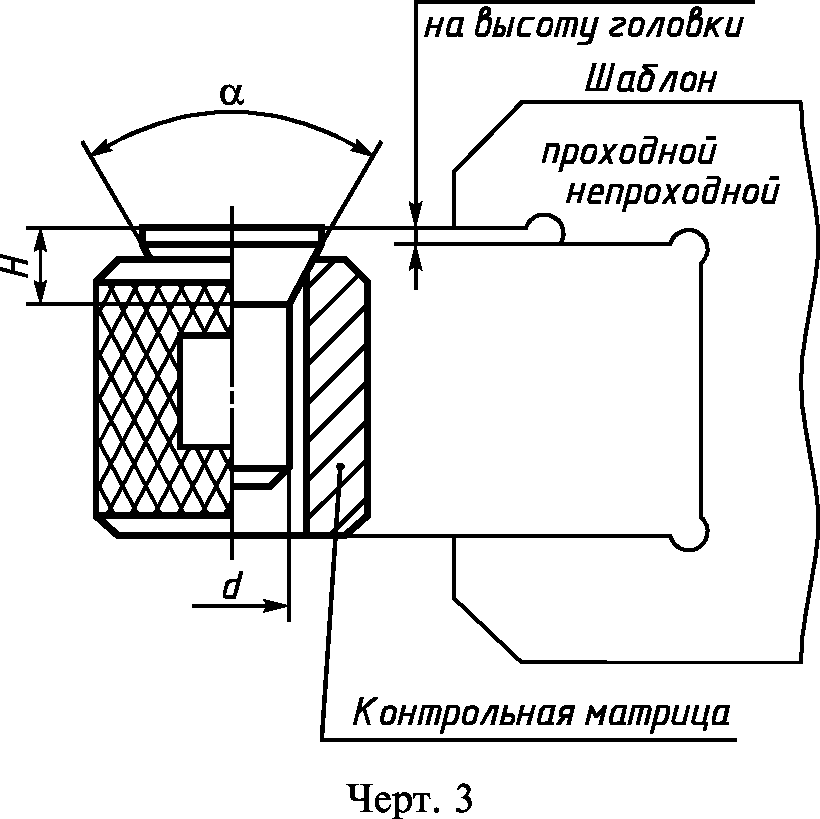 на высоту головки
Шаблон
α
проходной
непроходной
H
d
Контрольная матрица
Черт. 3